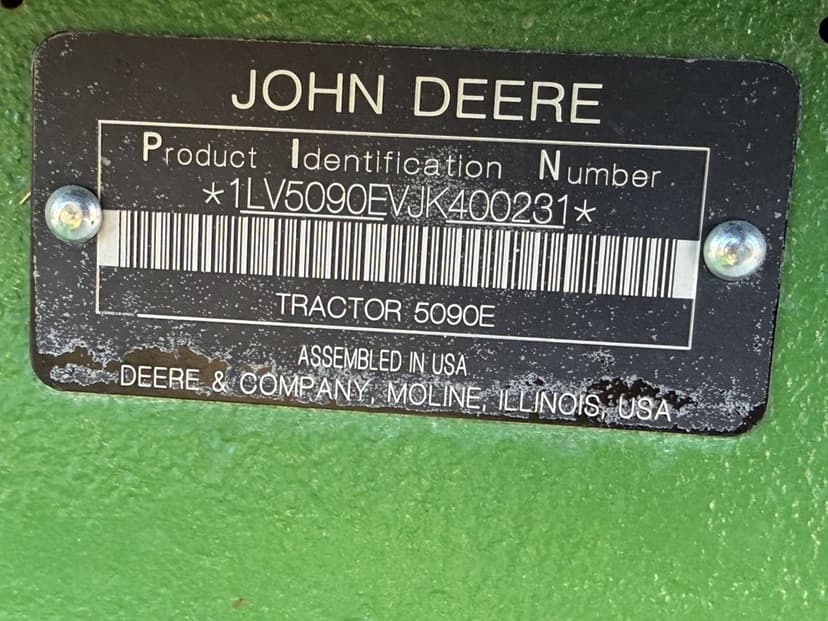 JOHN DEERE
Product Identification Number
*1LV5090EVJK400231*
TRACTOR 5090E
ASSEMBLED IN USA
DEERE & COMPANY, MOLINE, ILLINOIS, USA